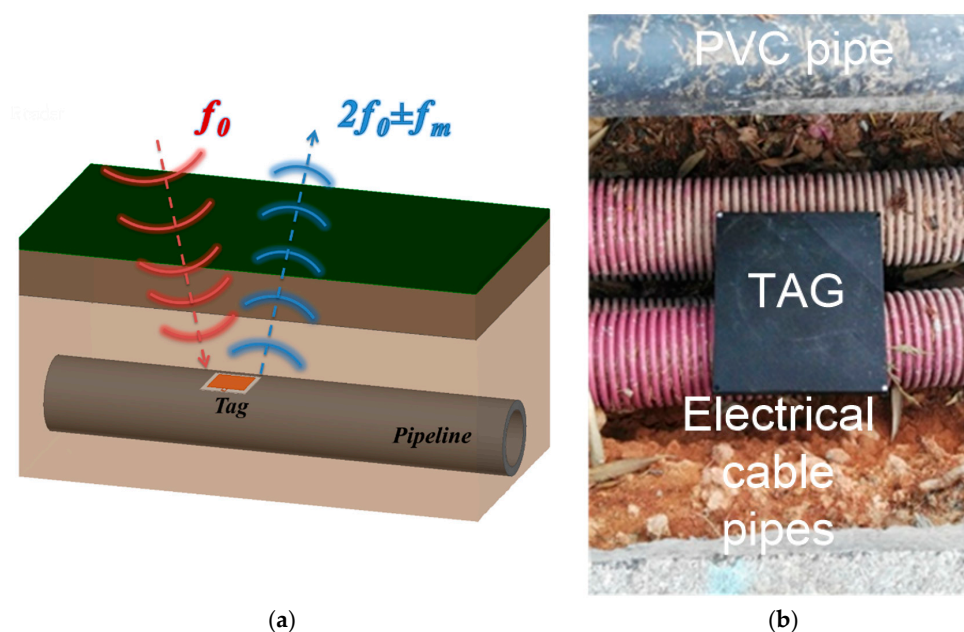 f₀
2f₀±fₘ
Tag
Pipeline
(a)
PVC pipe
TAG
Electrical
cable
pipes
(b)